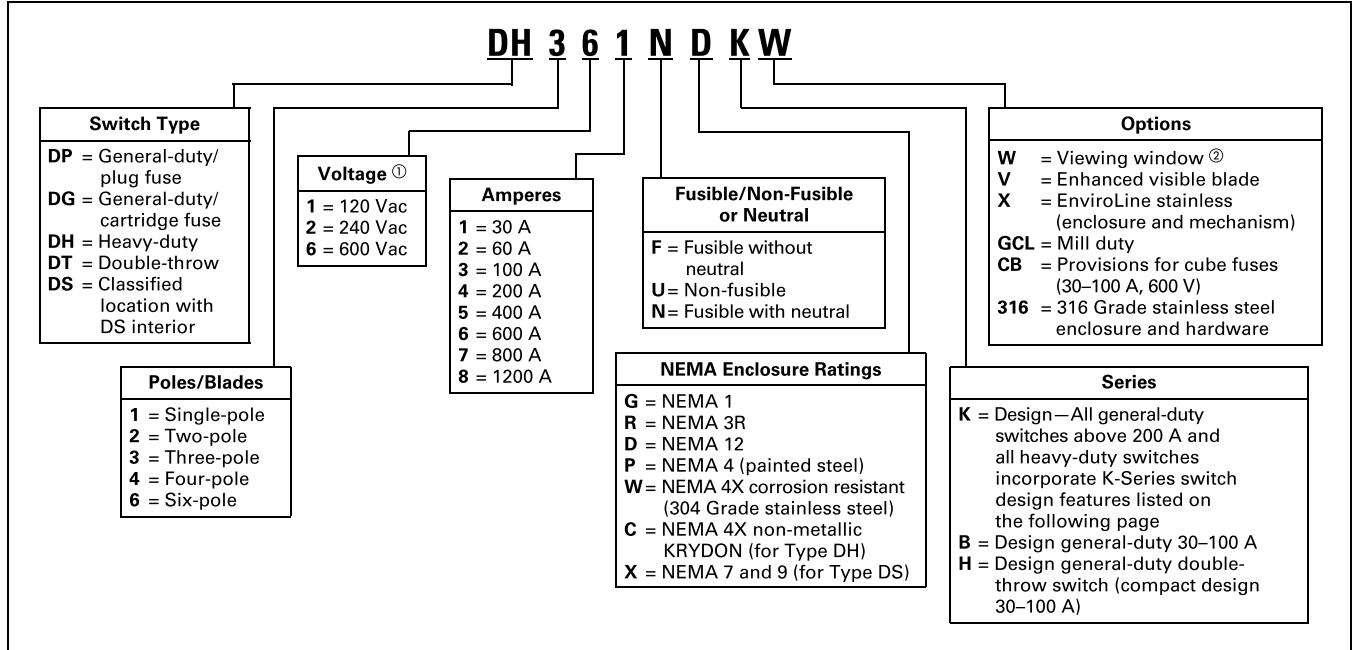 DH 3 6 1 N D K W
Switch Type
DP = General-duty/
plug fuse
DG = General-duty/
cartridge fuse
DH = Heavy-duty
DT = Double-throw
DS = Classified
location with
DS interior
Poles/Blades
1 = Single-pole
2 = Two-pole
3 = Three-pole
4 = Four-pole
6 = Six-pole
Voltage ①
1 = 120 Vac
2 = 240 Vac
6 = 600 Vac
Amperes
1 = 30 A
2 = 60 A
3 = 100 A
4 = 200 A
5 = 400 A
6 = 600 A
7 = 800 A
8 = 1200 A
Fusible/Non-Fusible
or Neutral
F = Fusible without
neutral
U = Non-fusible
N = Fusible with neutral
NEMA Enclosure Ratings
G = NEMA 1
R = NEMA 3R
D = NEMA 12
P = NEMA 4 (painted steel)
W = NEMA 4X corrosion resistant
(304 Grade stainless steel)
C = NEMA 4X non-metallic
KRYDON (for Type DH)
X = NEMA 7 and 9 (for Type DS)
Options
W = Viewing window ②
V = Enhanced visible blade
X = EnviroLine stainless
(enclosure and mechanism)
GCL = Mill duty
CB = Provisions for cube fuses
(30–100 A, 600 V)
316 = 316 Grade stainless steel
enclosure and hardware
Series
K = Design—All general-duty
switches above 200 A and
all heavy-duty switches
incorporate K-Series switch
design features listed on
the following page
B = Design general-duty 30–100 A
H = Design general-duty double-
throw switch (compact design
30–100 A)